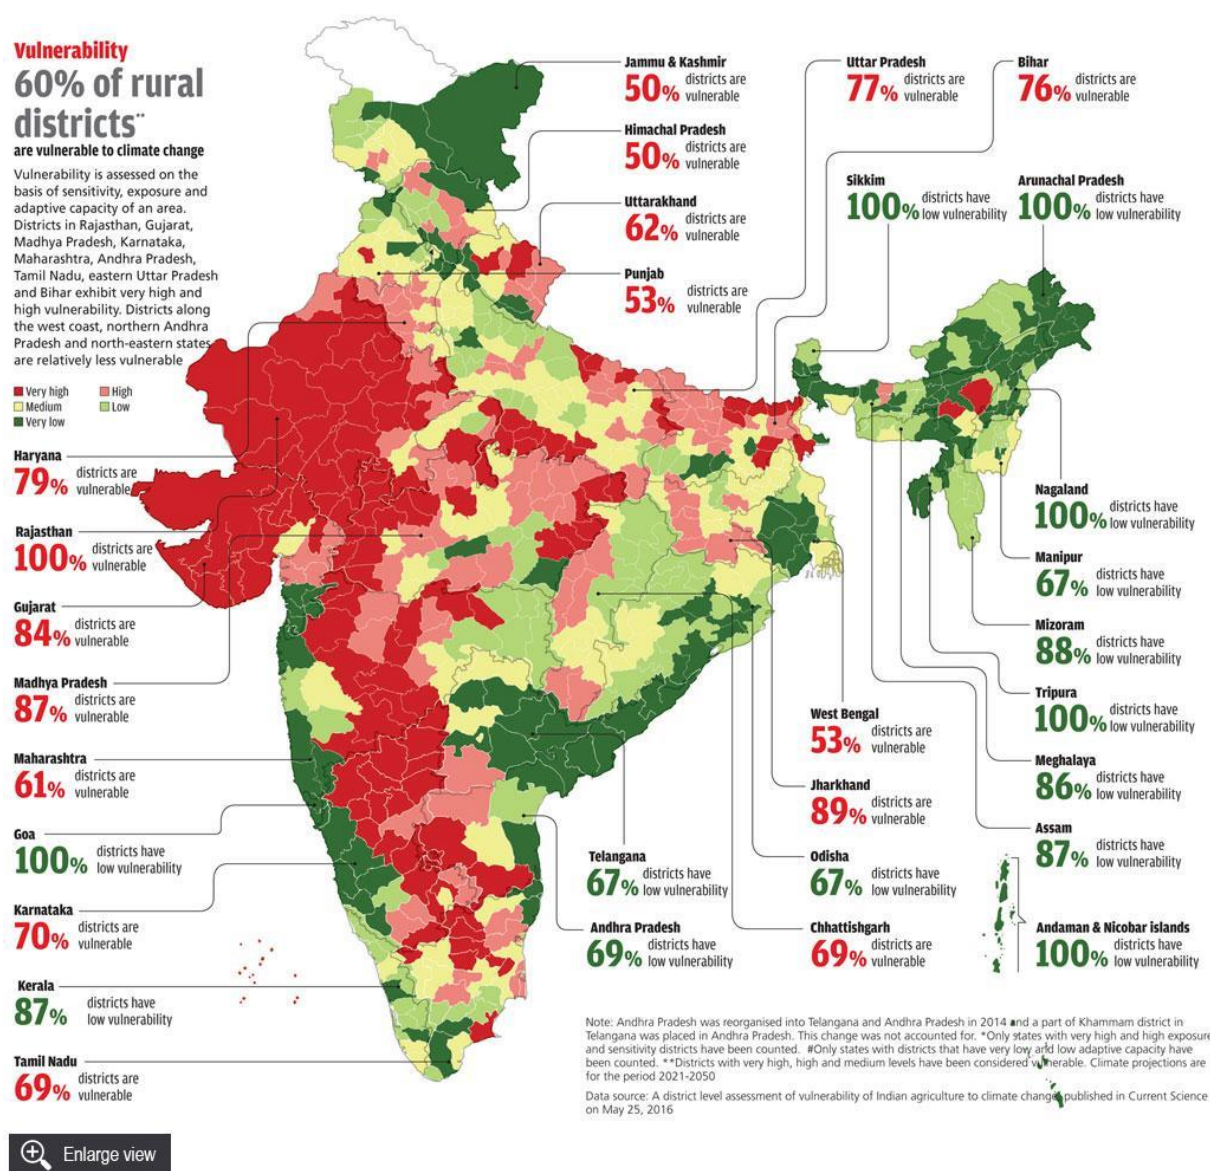 Vulnerability
60% of rural
districts**
are vulnerable to climate change
Vulnerability is assessed on the
basis of sensitivity, exposure and
adaptive capacity of an area.
Districts in Rajasthan, Gujarat,
Madhya Pradesh, Karnataka,
Maharashtra, Andhra Pradesh,
Tamil Nadu, eastern Uttar Pradesh
and Bihar exhibit very high and
high vulnerability. Districts along
the west coast, northern Andhra
Pradesh and north-eastern states
are relatively less vulnerable
Very high
High
Medium
Low
Very low
Haryana
79% districts are
vulnerable
Rajasthan
100% districts are
vulnerable
Gujarat
84% districts are
vulnerable
Madhya Pradesh
87% districts are
vulnerable
Maharashtra
61% districts are
vulnerable
Goa
100% districts have
low vulnerability
Karnataka
70% districts are
vulnerable
Kerala
87% districts have
low vulnerability
Tamil Nadu
69% districts are
vulnerable
Jammu & Kashmir
50% districts are
vulnerable
Himachal Pradesh
50% districts are
vulnerable
Uttarakhand
62% districts are
vulnerable
Punjab
53% districts are
vulnerable
Uttar Pradesh
77% districts are
vulnerable
Bihar
76% districts are
vulnerable
Sikkim
100% districts have
low vulnerability
Arunachal Pradesh
100% districts have
low vulnerability
Nagaland
100% districts have
low vulnerability
Manipur
67% districts have
low vulnerability
Mizoram
88% districts have
low vulnerability
Tripura
100% districts have
low vulnerability
Meghalaya
86% districts have
low vulnerability
Assam
87% districts have
low vulnerability
Andaman & Nicobar islands
100% districts have
low vulnerability
West Bengal
53% districts are
vulnerable
Jharkhand
89% districts are
vulnerable
Odisha
67% districts have
low vulnerability
Chhattishgarh
69% districts are
vulnerable
Telangana
67% districts have
low vulnerability
Andhra Pradesh
69% districts have
low vulnerability
Note: Andhra Pradesh was reorganised into Telangana and Andhra Pradesh in 2014 and a part of Khammam district in
Telangana was placed in Andhra Pradesh. This change was not accounted for. *Only states with very high and high exposure
and sensitivity districts have been counted. #Only states with districts that have very low and low adaptive capacity have
been counted. **Districts with very high, high and medium levels have been considered vulnerable. Climate projections are
for the period 2021-2050
Data source: A district level assessment of vulnerability of Indian agriculture to climate change published in Current Science
on May 25, 2016
Enlarge view